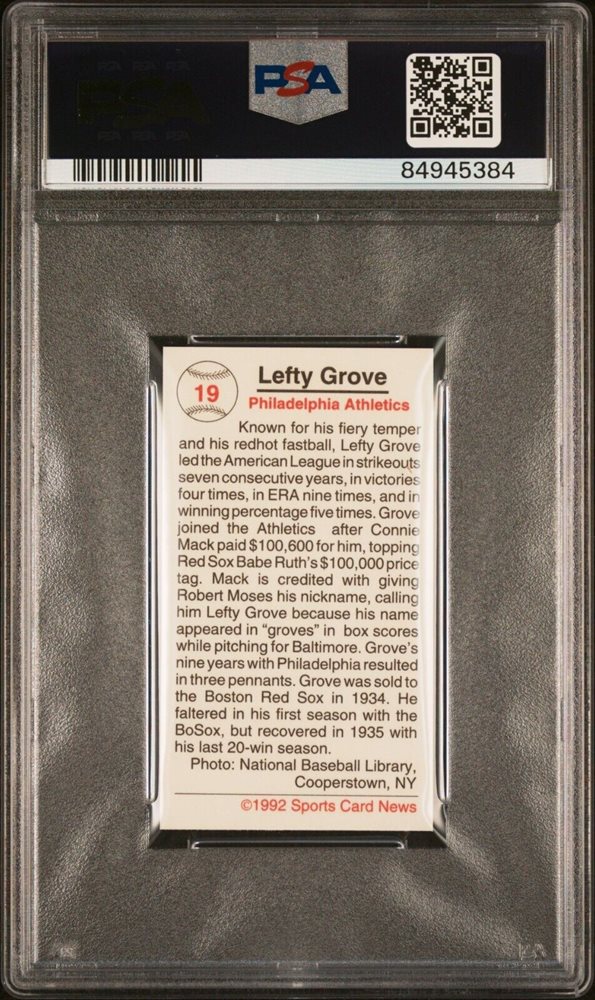 PSA
84945384
19
Lefty Grove
Philadelphia Athletics
Known for his fiery temper
and his redhot fastball, Lefty Grove
led the American League in strikeouts
seven consecutive years, in victories
four times, in ERA nine times, and in
winning percentage five times. Grove
joined the Athletics after Connie
Mack paid $100,600 for him, topping
Red Sox Babe Ruth's $100,000 price
tag. Mack is credited with giving
Robert Moses his nickname, calling
him Lefty Grove because his name
appeared in “groves” in box scores
while pitching for Baltimore. Grove's
nine years with Philadelphia resulted
in three pennants. Grove was sold to
the Boston Red Sox in 1934. He
faltered in his first season with the
BoSox, but recovered in 1935 with
his last 20-win season.
Photo: National Baseball Library,
Cooperstown, NY
©1992 Sports Card News